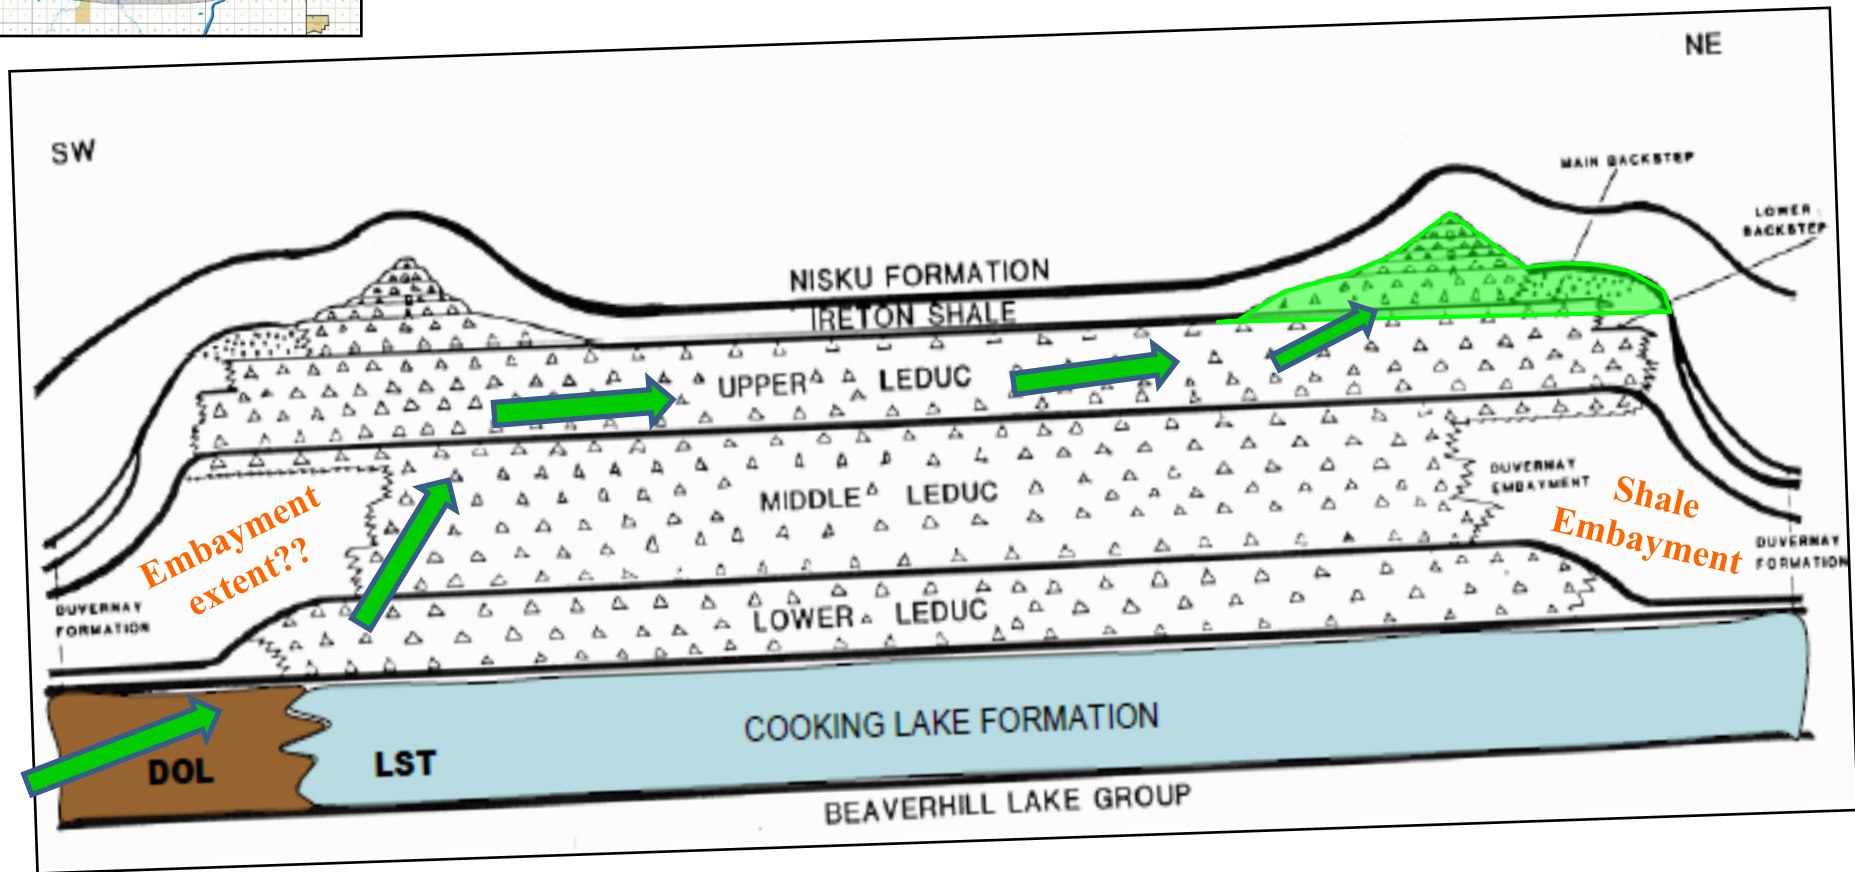 NE
SW
MAIN BACKSTEP
LOWER
BACKSTEP
NISKU FORMATION
IRETON SHALE
UPPER LEDUC
MIDDLE LEDUC
DUVERNAY
EMBAYMENT
Shale
Embayment
Embayment
extent??
DUVERNAY
FORMATION
DUVERNAY
FORMATION
LOWER LEDUC
COOKING LAKE FORMATION
DOL
LST
BEAVERHILL LAKE GROUP